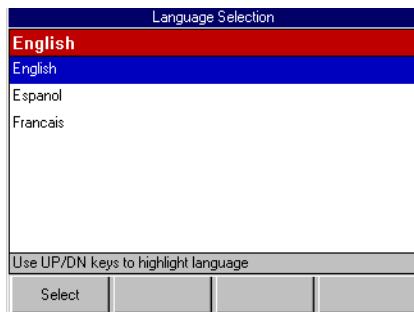 Language Selection
English
English
Espanol
Francais
Use UP/DN keys to highlight language
Select